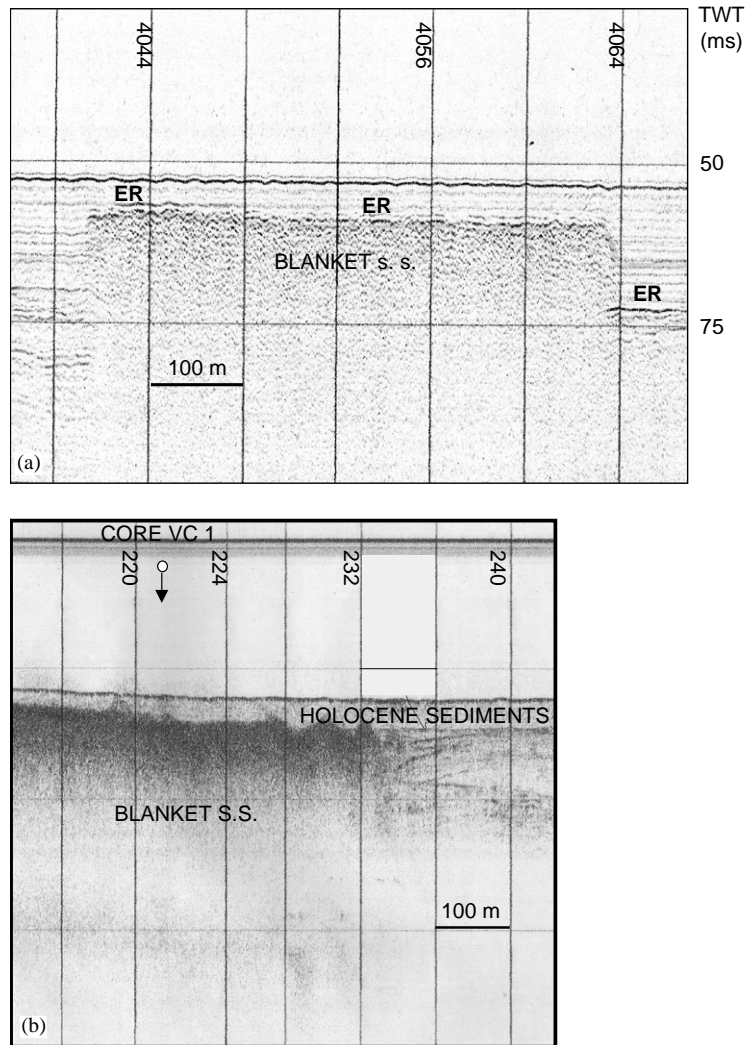 4044
4056
4064
TWT
(ms)
50
ER
ER
BLANKET s. s.
ER
75
100 m
(a)
CORE VC 1
220
224
232
240
HOLOCENE SEDIMENTS
BLANKET S.S.
100 m
(b)